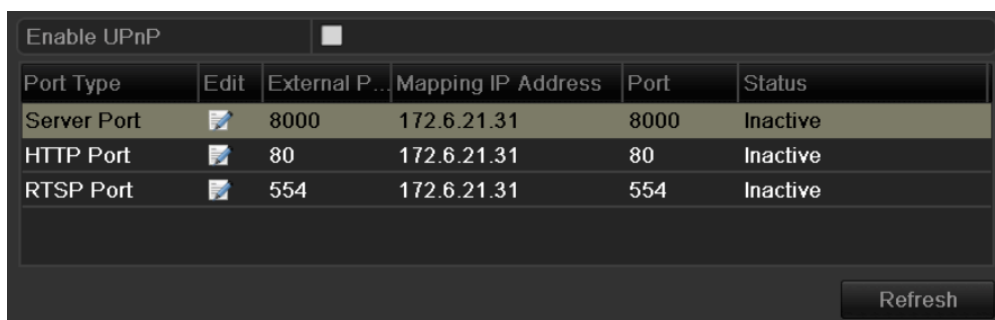 Enable UPnP
Port Type Edit External P... Mapping IP Address Port Status
Server Port 8000 172.6.21.31 8000 Inactive
HTTP Port 80 172.6.21.31 80 Inactive
RTSP Port 554 172.6.21.31 554 Inactive
Refresh